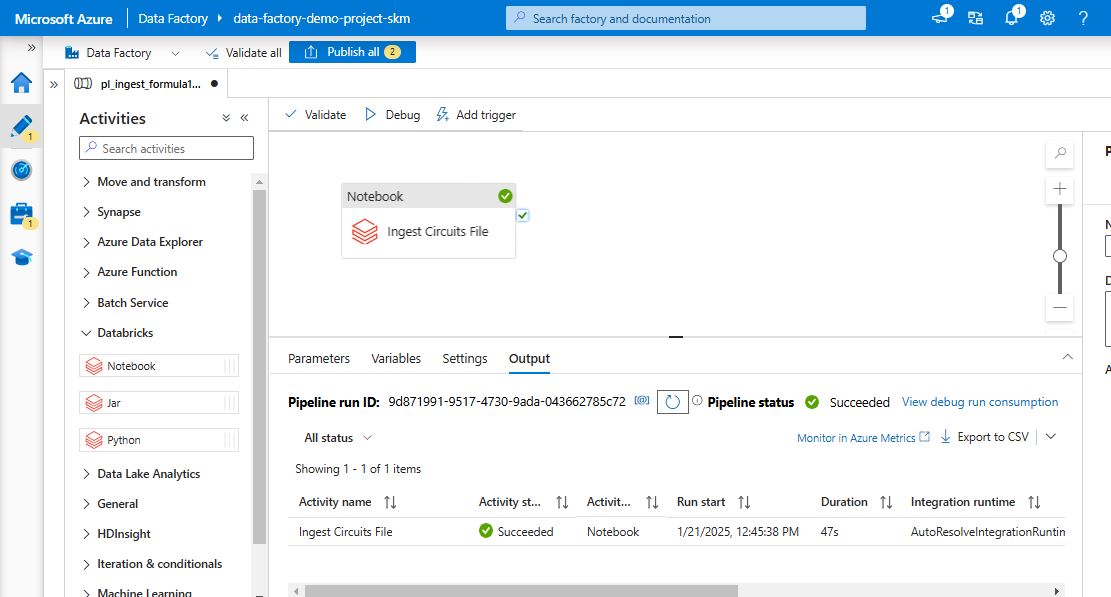 Microsoft Azure Data Factory data-factory-demo-project-skm Search factory and documentation 1 1 ?
Data Factory Validate all Publish all 2
pl_ingest_formula1...
Activities
Search activities
1
1
Move and transform
Synapse
Azure Data Explorer
Azure Function
Batch Service
Databricks
Notebook
Jar
Python
Data Lake Analytics
General
HDInsight
Iteration & conditionals
Machine Learning
Validate Debug Add trigger
Notebook
Ingest Circuits File
Parameters Variables Settings Output
Pipeline run ID: 9d871991-9517-4730-9ada-043662785c72 Pipeline status Succeeded View debug run consumption
All status Monitor in Azure Metrics Export to CSV
Showing 1 - 1 of 1 items
Activity name Activity st... Activit... Run start Duration Integration runtime
Ingest Circuits File Succeeded Notebook 1/21/2025, 12:45:38 PM 47s AutoResolveIntegrationRuntin